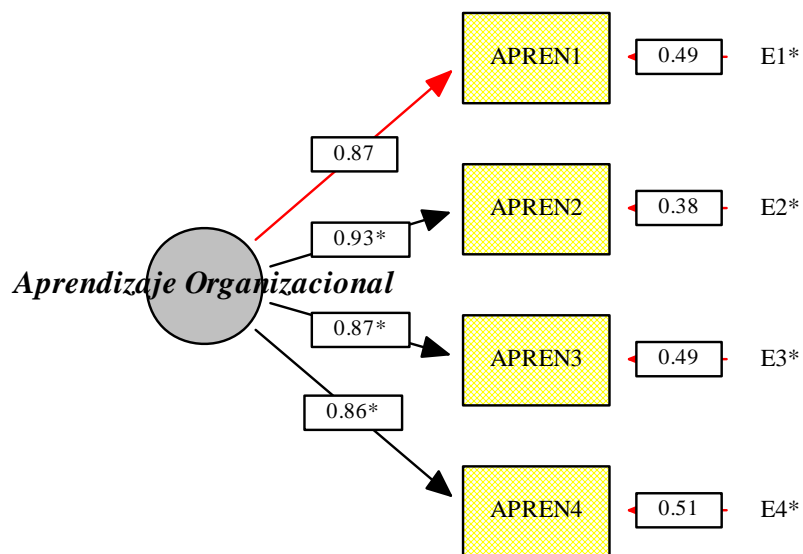 APREN1
0.49
E1*
0.87
APREN2
0.38
E2*
0.93*
Aprendizaje Organizacional
0.87*
APREN3
0.49
E3*
0.86*
APREN4
0.51
E4*